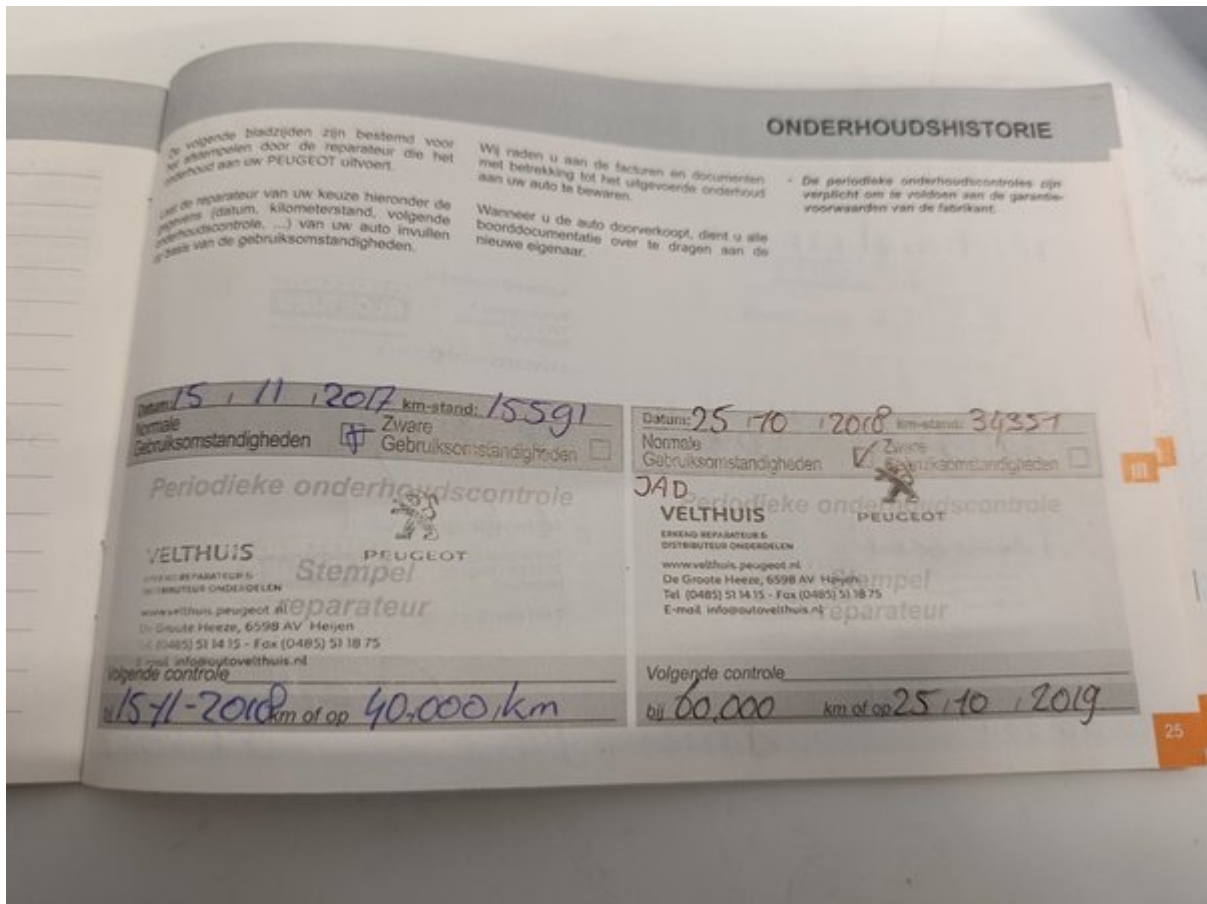 ONDERHOUDSHISTORIE
De volgende bladzijden zijn bestemd voor
het afstempelen door de reparateur die het
onderhoud aan uw PEUGEOT uitvoert.
Laat de reparateur van uw keuze hieronder de
gegevens (datum, kilometerstand, volgende
onderhoudscontrole, ...) van uw auto invullen
op basis van de gebruiksomstandigheden.
Wij raden u aan de facturen en documenten
met betrekking tot het uitgevoerde onderhoud
aan uw auto te bewaren.
Wanneer u de auto doorverkoopt, dient u alle
boorddocumentatie over te dragen aan de
nieuwe eigenaar.
- De periodieke onderhoudscontroles zijn
verplicht om te voldoen aan de garantie-
voorwaarden van de fabrikant.
Datum: 15 / 11 / 2017 km-stand: 15591
Normale
Gebruiksomstandigheden
Zware
Gebruiksomstandigheden
Periodieke onderhoudscontrole
VELTHUIS
PEUGEOT
ERKEND REPARATEUR &
DISTRIBUTEUR ONDERDELEN
Stempel
reparateur
www.velthuis.peugeot.nl
De Groote Heeze, 6598 AV Heijen
Tel. (0485) 51 14 15 - Fax (0485) 51 18 75
E-mail info@autovelthuis.nl
Volgende controle
bij 15-11-2018 km of op 40.000 km
Datum: 25 / 10 / 2018 km-stand: 34351
Normale
Gebruiksomstandigheden
Zware
Gebruiksomstandigheden
JAD
Periodieke onderhoudscontrole
VELTHUIS
PEUGEOT
ERKEND REPARATEUR &
DISTRIBUTEUR ONDERDELEN
www.velthuis.peugeot.nl
De Groote Heeze, 6598 AV Heijen
Tel. (0485) 51 14 15 - Fax (0485) 51 18 75
E-mail info@autovelthuis.nl
Stempel
reparateur
Volgende controle
bij 60.000 km of op 25 / 10 / 2019
25